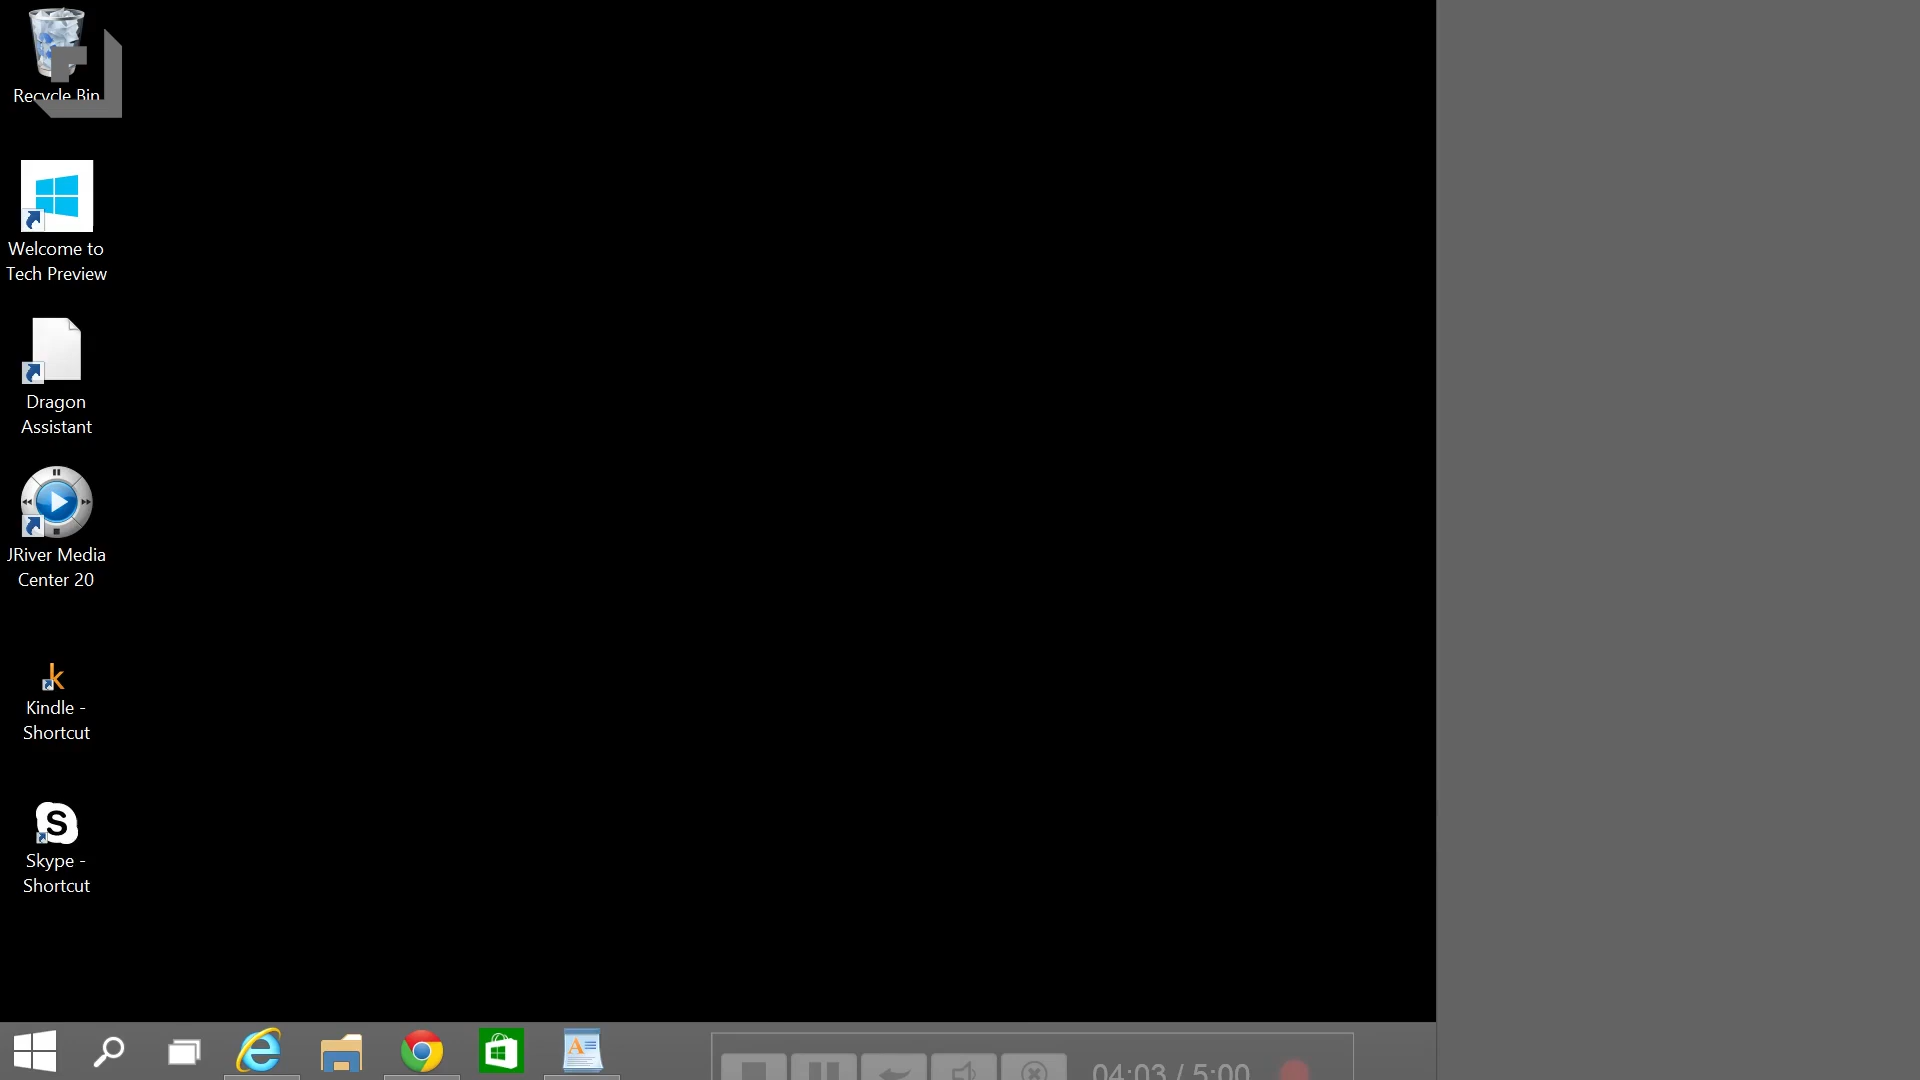 Recycle Bin
Welcome to
Tech Preview
Dragon
Assistant
JRiver Media
Center 20
k
Kindle -
Shortcut
S
Skype -
Shortcut
A
04:03 / 5:00